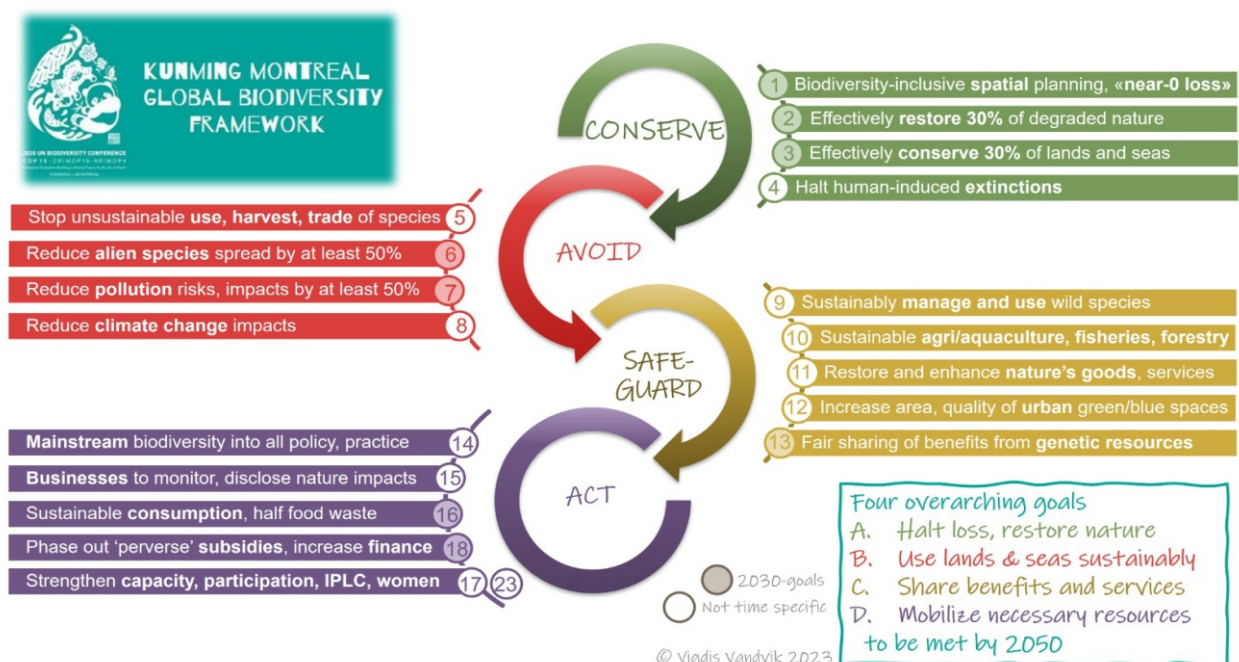 KUNMING MONTREAL
GLOBAL BIODIVERSITY
FRAMEWORK
2020 UN BIODIVERSITY CONFERENCE
KUNMING – MONTREAL
CONSERVE
1 Biodiversity-inclusive spatial planning, «near-0 loss»
2 Effectively restore 30% of degraded nature
3 Effectively conserve 30% of lands and seas
4 Halt human-induced extinctions
AVOID
Stop unsustainable use, harvest, trade of species 5
Reduce alien species spread by at least 50% 6
Reduce pollution risks, impacts by at least 50% 7
Reduce climate change impacts 8
SAFE-
GUARD
9 Sustainably manage and use wild species
10 Sustainable agri/aquaculture, fisheries, forestry
11 Restore and enhance nature's goods, services
12 Increase area, quality of urban green/blue spaces
13 Fair sharing of benefits from genetic resources
ACT
Mainstream biodiversity into all policy, practice 14
Businesses to monitor, disclose nature impacts 15
Sustainable consumption, half food waste 16
Phase out 'perverse' subsidies, increase finance 18
Strengthen capacity, participation, IPLC, women 17 23
2030-goals
Not time specific
© Vigdis Vandvik 2023
Four overarching goals
A. Halt loss, restore nature
B. Use lands & seas sustainably
C. Share benefits and services
D. Mobilize necessary resources
to be met by 2050